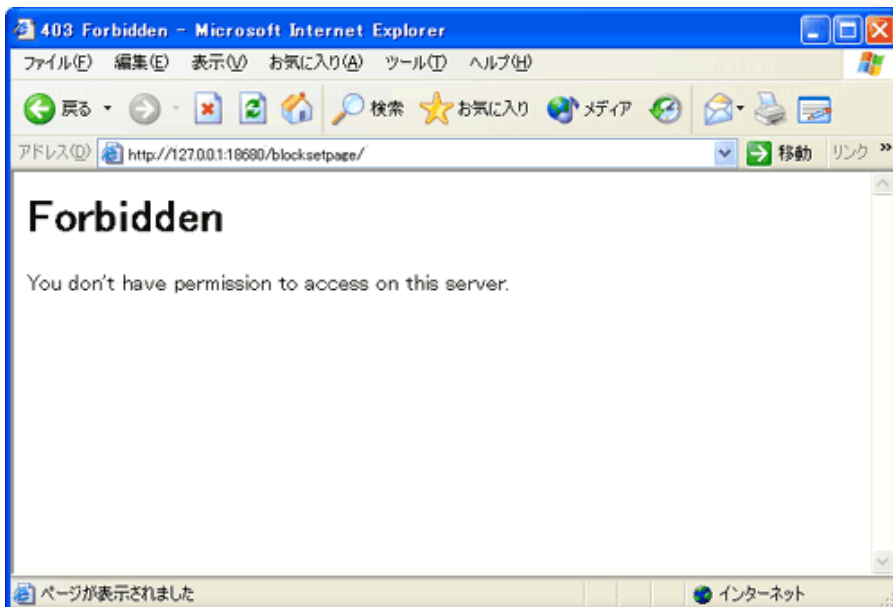 403 Forbidden - Microsoft Internet Explorer
ファイル(F) 編集(E) 表示(V) お気に入り(A) ツール(T) ヘルプ(H)
戻る 検索 お気に入り メディア
アドレス(D) http://127.0.0.1:18680/blocksetpage/ 移動 リンク »
Forbidden
You don't have permission to access on this server.
ページが表示されました インターネット